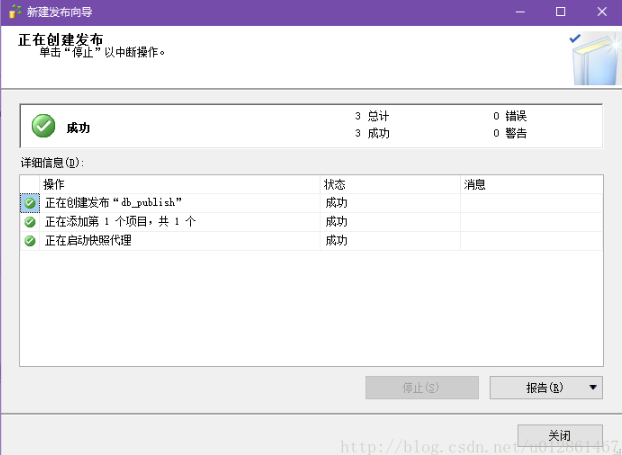 新建发布向导
正在创建发布
单击“停止”以中断操作。
成功
3 总计 0 错误
3 成功 0 警告
详细信息(D):
操作 状态 消息
正在创建发布“db_publish” 成功
正在添加第 1 个项目，共 1 个 成功
正在启动快照代理 成功
停止(S) 报告(R)
关闭
http://blog.csdn.net/u012861467